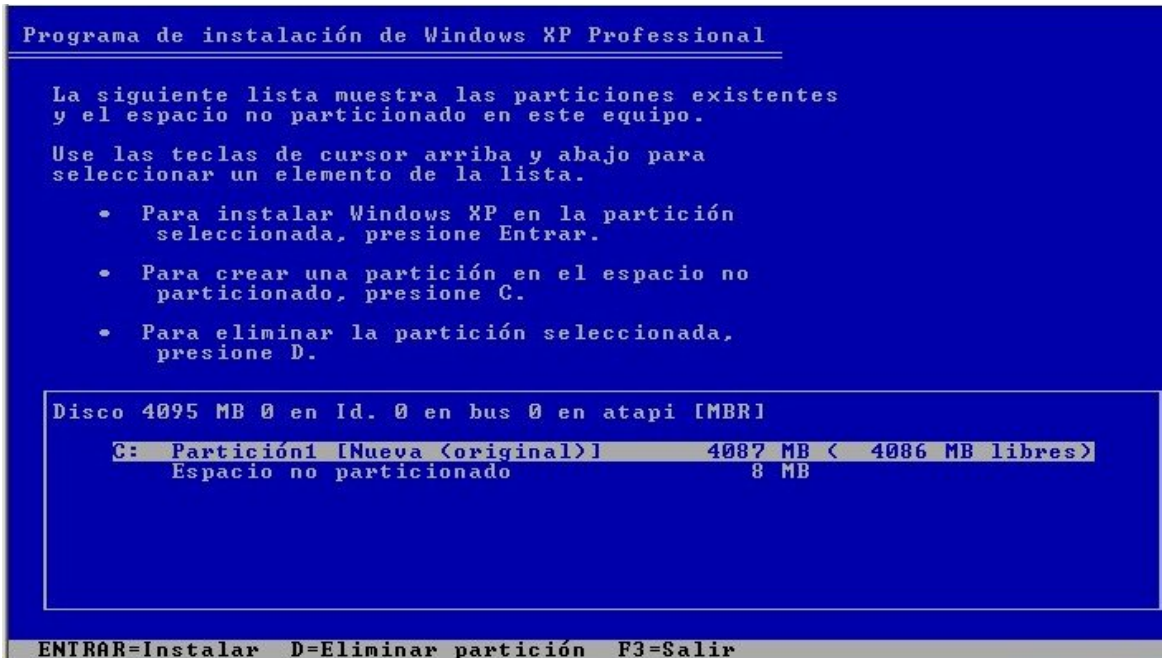 Programa de instalación de Windows XP Professional
La siguiente lista muestra las particiones existentes
y el espacio no particionado en este equipo.
Use las teclas de cursor arriba y abajo para
seleccionar un elemento de la lista.
• Para instalar Windows XP en la partición
seleccionada, presione Entrar.
• Para crear una partición en el espacio no
particionado, presione C.
• Para eliminar la partición seleccionada,
presione D.
Disco 4095 MB 0 en Id. 0 en bus 0 en atapi [MBR]
C: Partición1 [Nueva (original)] 4087 MB ( 4086 MB libres)
Espacio no particionado 8 MB
ENTRAR=Instalar D=Eliminar partición F3=Salir